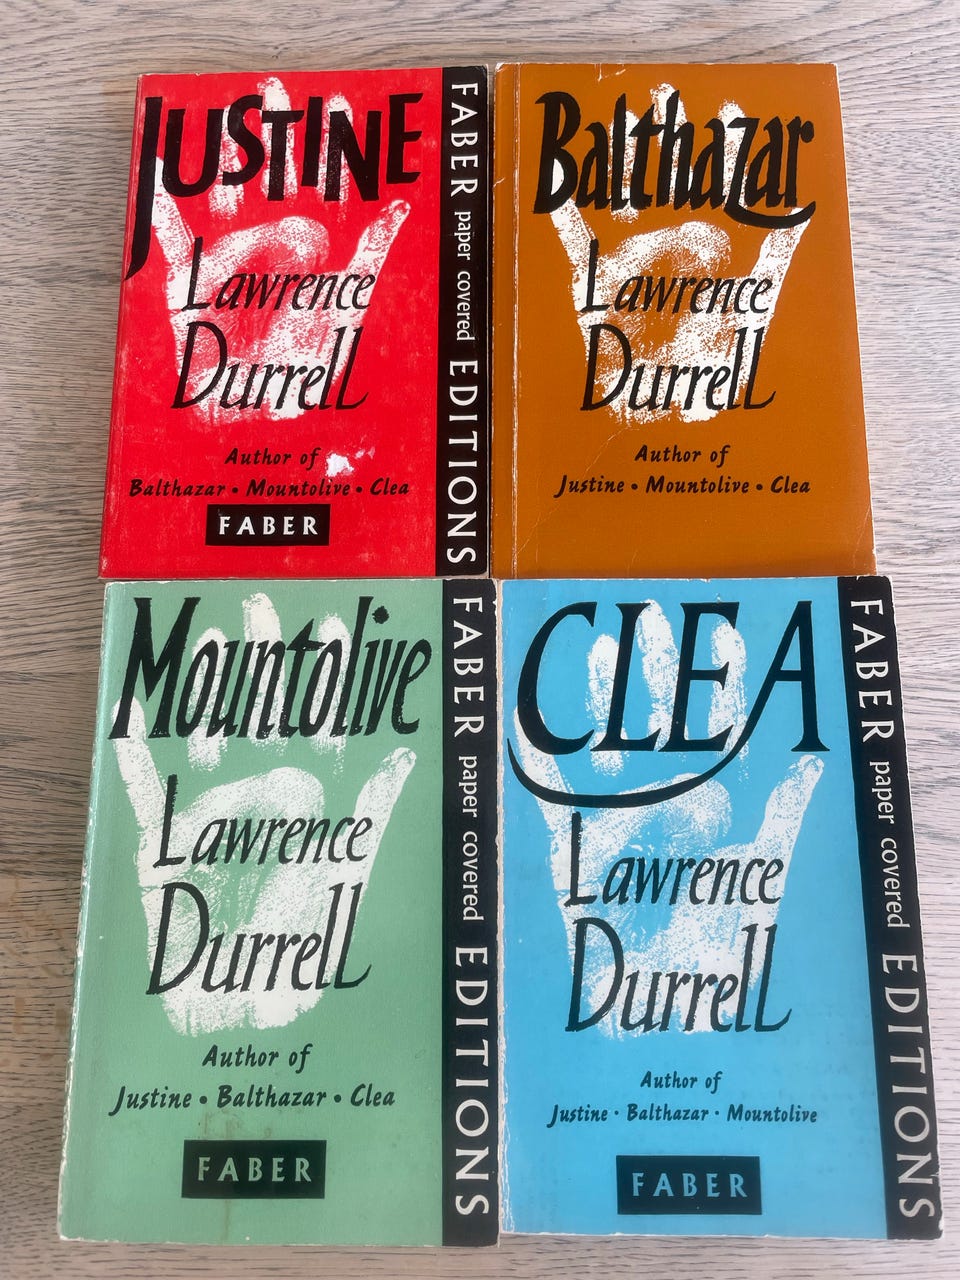 JUSTINE
Lawrence
Durrell
Author of
Balthazar • Mountolive • Clea
FABER
FABER paper covered EDITIONS
Balthazar
Lawrence
Durrell
Author of
Justine • Mountolive • Clea
Mountolive
Lawrence
Durrell
Author of
Justine • Balthazar • Clea
FABER
FABER paper covered EDITIONS
CLEA
Lawrence
Durrell
Author of
Justine · Balthazar · Mountolive
FABER
FABER paper covered EDITIONS